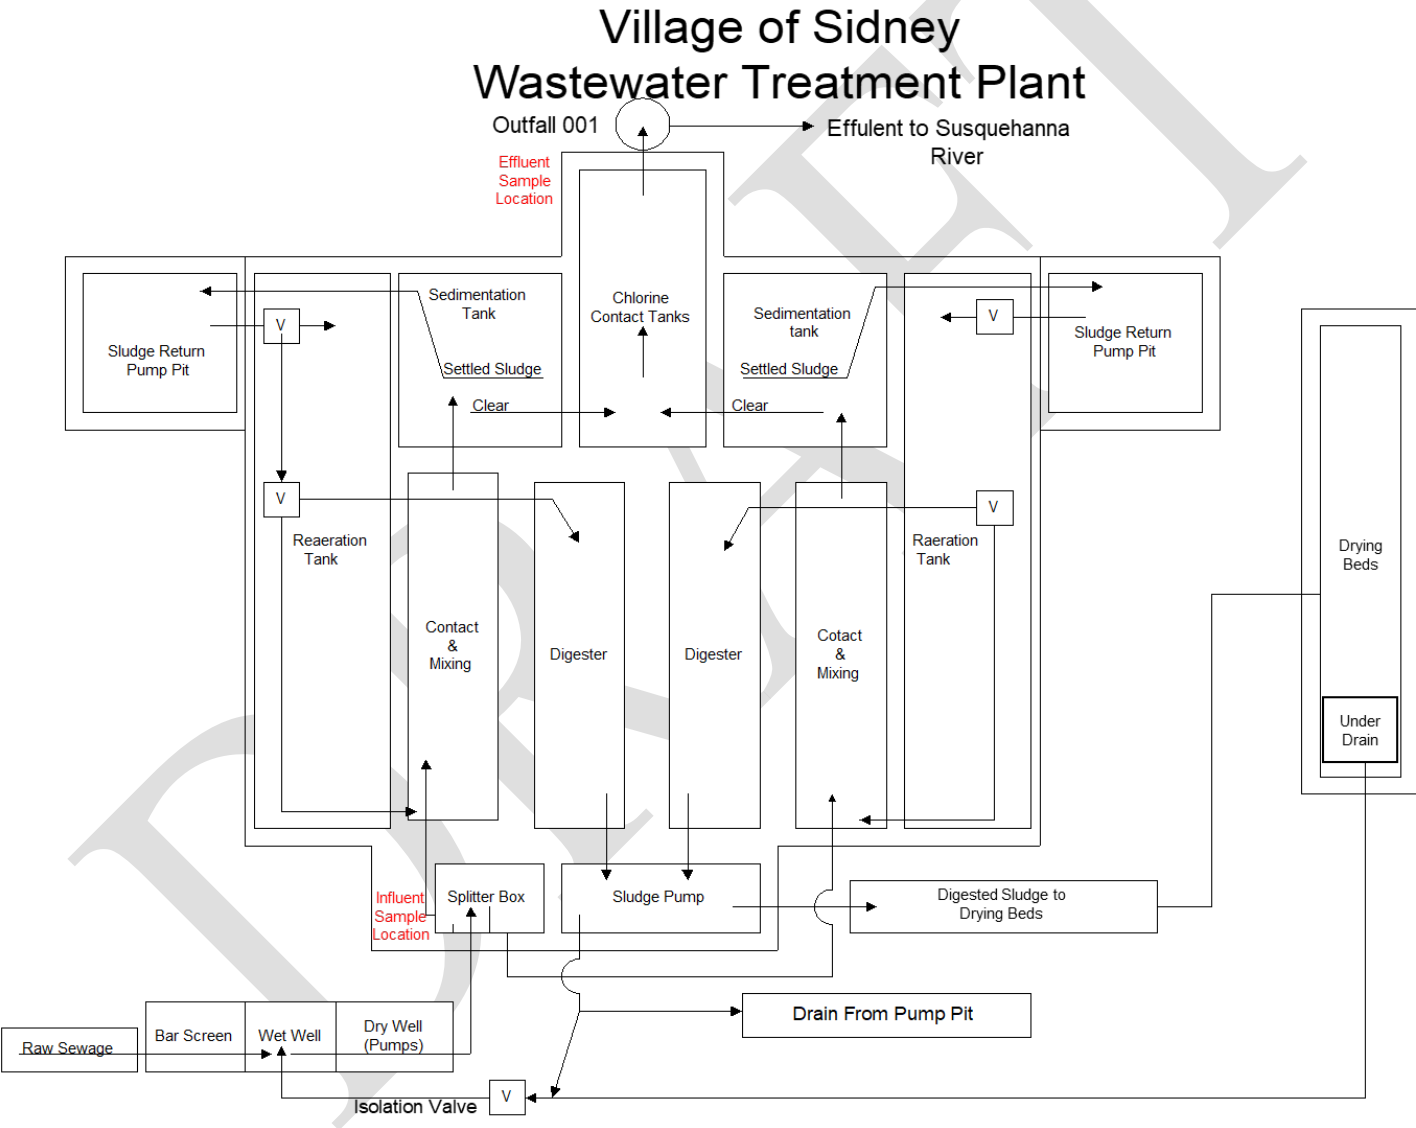 Village of Sidney
Wastewater Treatment Plant
Outfall 001
Effulent to Susquehanna
River
Effluent
Sample
Location
Sedimentation
Tank
Chlorine
Contact Tanks
Sedimentation
tank
V
V
Sludge Return
Pump Pit
Sludge Return
Pump Pit
Settled Sludge
Settled Sludge
Clear
Clear
V
V
Reaeration
Tank
Raeration
Tank
Drying
Beds
Contact
&
Mixing
Digester
Digester
Cotact
&
Mixing
Under
Drain
Influent
Sample
Location
Splitter Box
Sludge Pump
Digested Sludge to
Drying Beds
Raw Sewage
Bar Screen
Wet Well
Dry Well
(Pumps)
Drain From Pump Pit
Isolation Valve
V
DRAFT